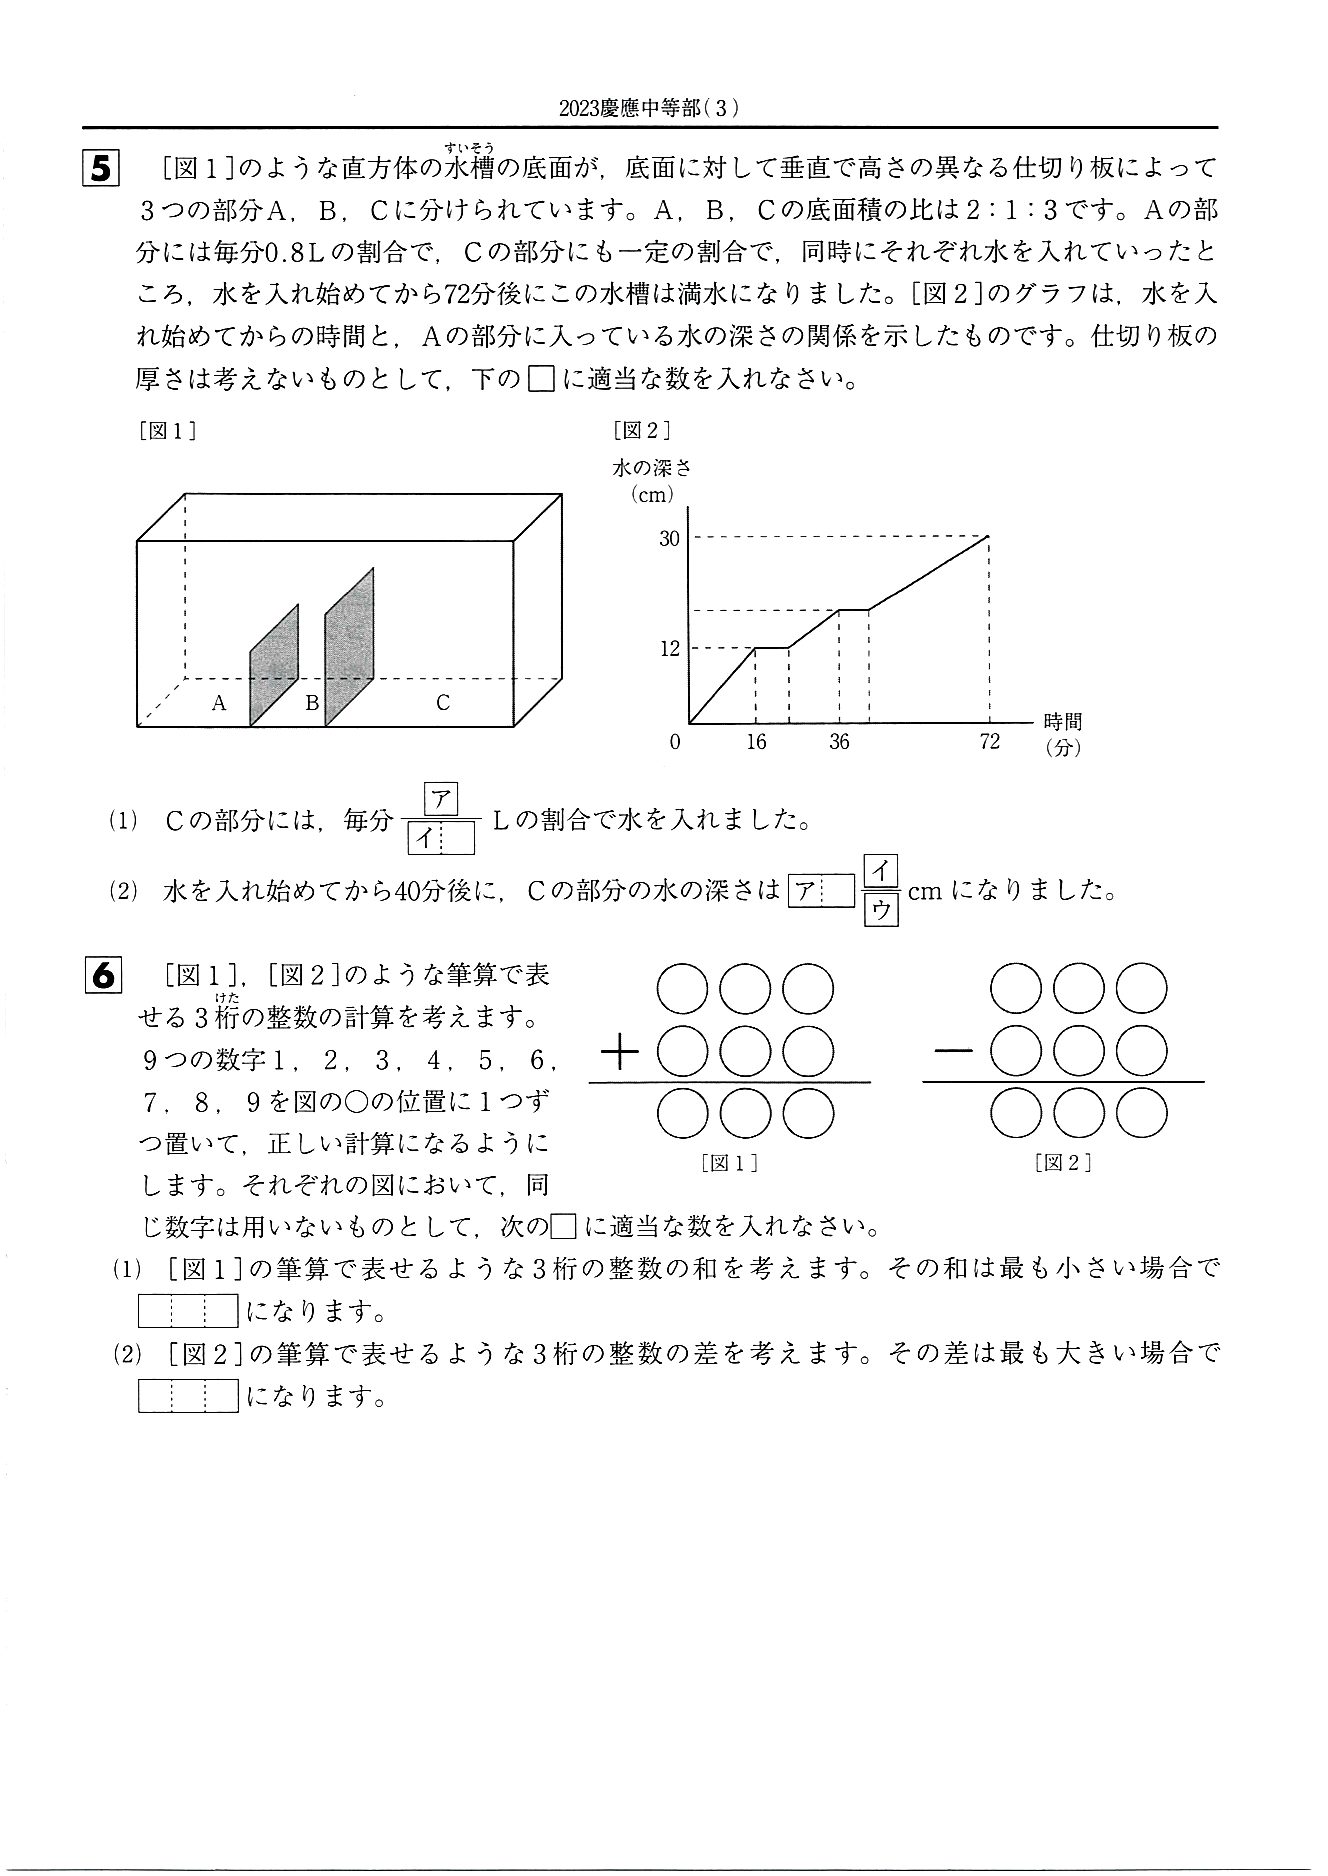 2023慶應中等部(3)
5 [図1]のような直方体の水槽の底面が，底面に対して垂直で高さの異なる仕切り板によって
すいそう
3つの部分A，B，Cに分けられています。A，B，Cの底面積の比は2：1：3です。Aの部
分には毎分0.8Lの割合で，Cの部分にも一定の割合で，同時にそれぞれ水を入れていったと
ころ，水を入れ始めてから72分後にこの水槽は満水になりました。[図2]のグラフは，水を入
れ始めてからの時間と，Aの部分に入っている水の深さの関係を示したものです。仕切り板の
厚さは考えないものとして，下の□に適当な数を入れなさい。
[図1]
[図2]
水の深さ
(cm)
30
12
0
16
36
72
時間
(分)
A
B
C
(1) Cの部分には，毎分 ア/イ Lの割合で水を入れました。
(2) 水を入れ始めてから40分後に，Cの部分の水の深さは ア イ/ウ cmになりました。
6 [図1]，[図2]のような筆算で表
せる3桁の整数の計算を考えます。
けた
9つの数字1，2，3，4，5，6，
7，8，9を図の○の位置に1つず
つ置いて，正しい計算になるように
します。それぞれの図において，同
じ数字は用いないものとして，次の□に適当な数を入れなさい。
＋
[図1]
−
[図2]
(1) [図1]の筆算で表せるような3桁の整数の和を考えます。その和は最も小さい場合で
になります。
(2) [図2]の筆算で表せるような3桁の整数の差を考えます。その差は最も大きい場合で
になります。